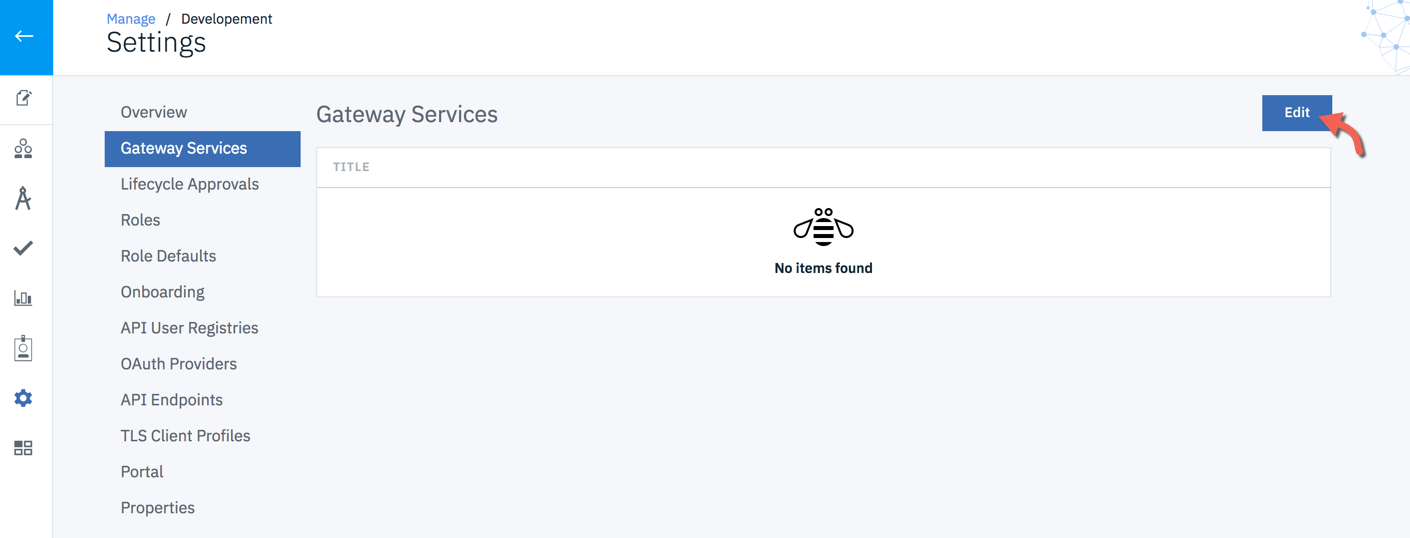 Manage / Developement
Settings
Overview
Gateway Services
Lifecycle Approvals
Roles
Role Defaults
Onboarding
API User Registries
OAuth Providers
API Endpoints
TLS Client Profiles
Portal
Properties
Gateway Services
Edit
TITLE
No items found